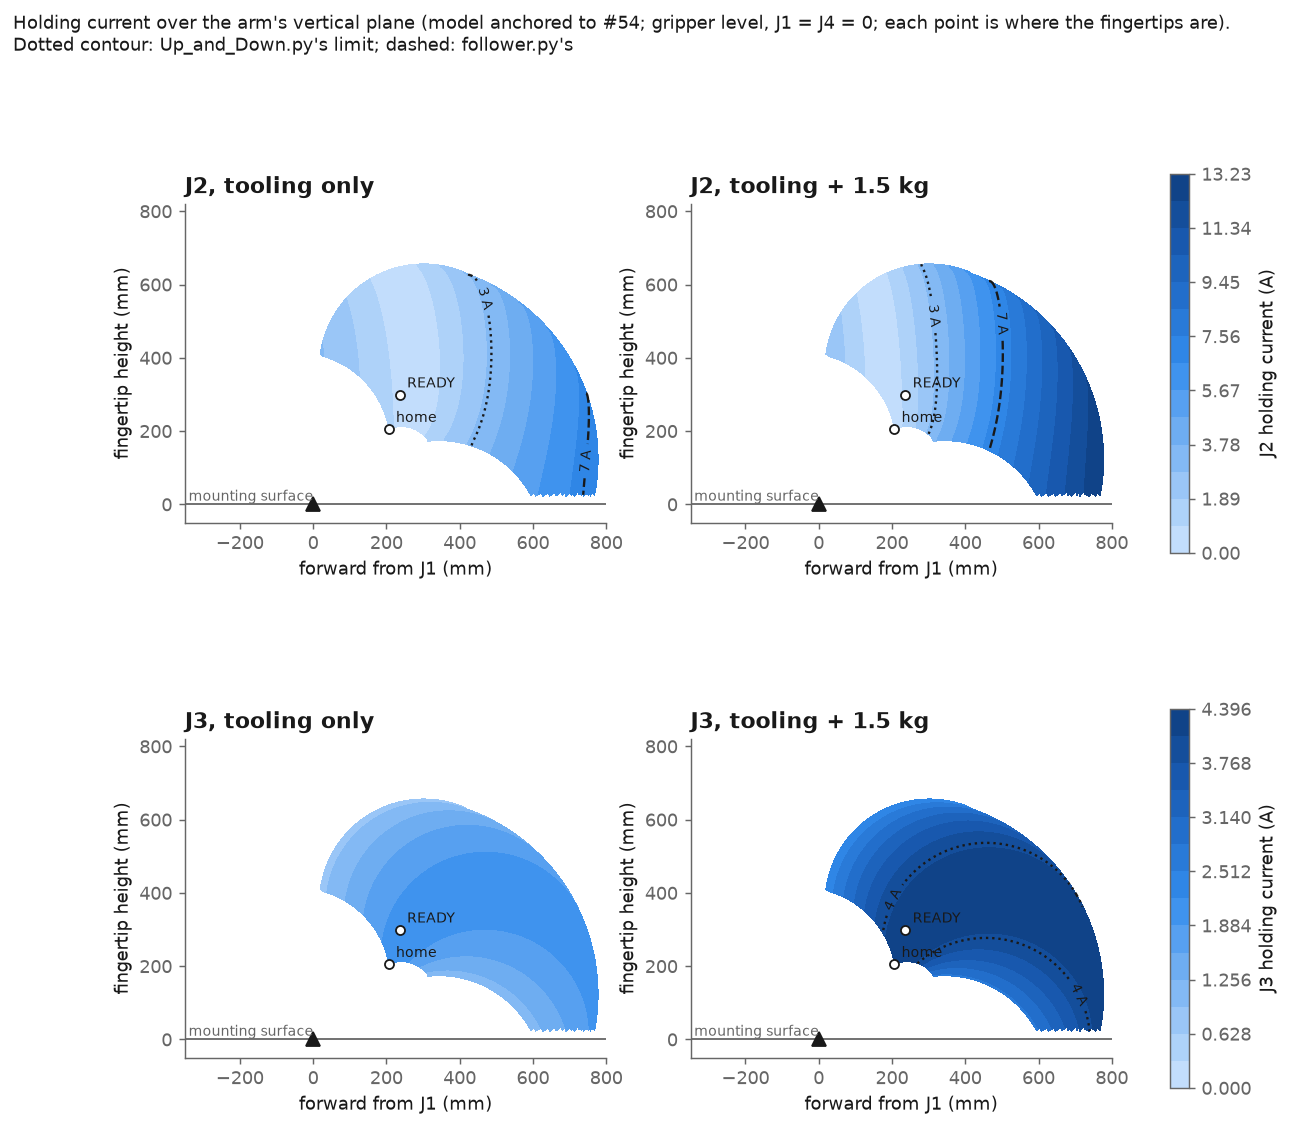 Holding current over the arm's vertical plane (model anchored to #54; gripper level, J1 = J4 = 0; each point is where the fingertips are).
Dotted contour: Up_and_Down.py's limit; dashed: follower.py's
J2, tooling only
800
600
400
200
0
fingertip height (mm)
3 A
7 A
READY
home
mounting surface
−200
0
200
400
600
800
forward from J1 (mm)
J2, tooling + 1.5 kg
800
600
400
200
0
fingertip height (mm)
3 A
7 A
READY
home
mounting surface
−200
0
200
400
600
800
forward from J1 (mm)
13.23
11.34
9.45
7.56
5.67
3.78
1.89
0.00
J2 holding current (A)
J3, tooling only
800
600
400
200
0
fingertip height (mm)
READY
home
mounting surface
−200
0
200
400
600
800
forward from J1 (mm)
J3, tooling + 1.5 kg
800
600
400
200
0
fingertip height (mm)
4 A
READY
home
4 A
mounting surface
−200
0
200
400
600
800
forward from J1 (mm)
4.396
3.768
3.140
2.512
1.884
1.256
0.628
0.000
J3 holding current (A)